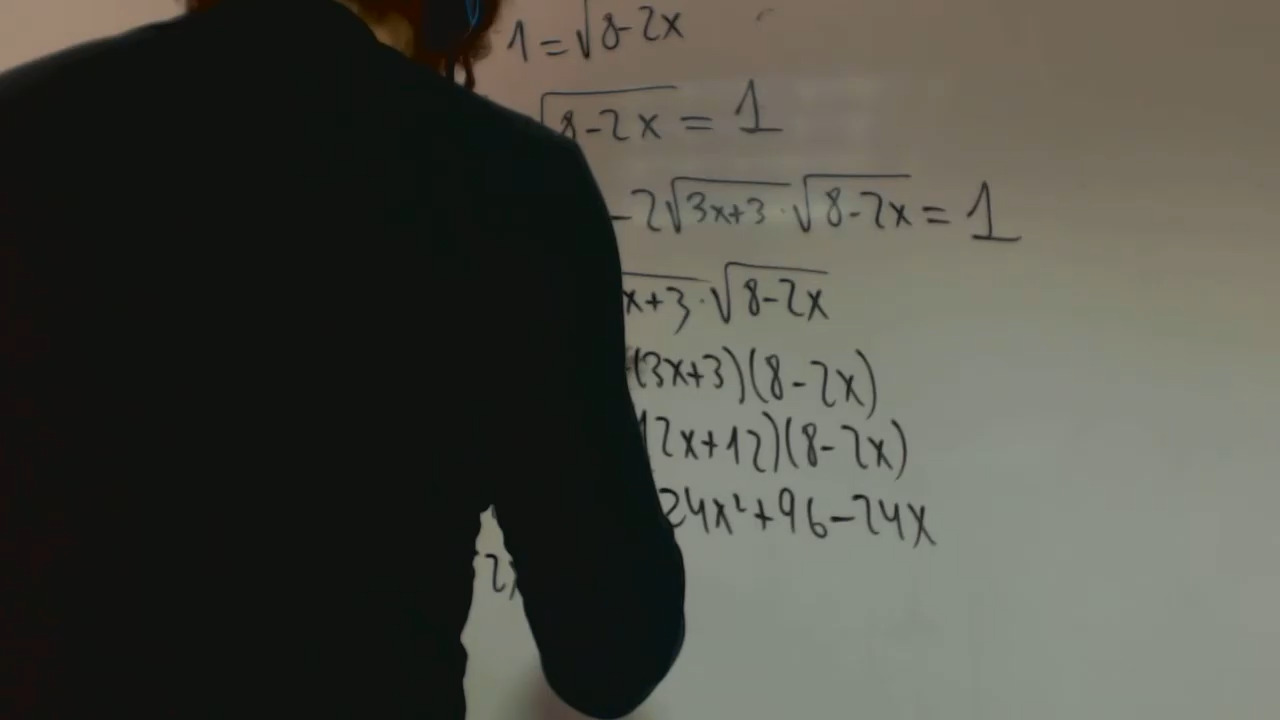 1=√8-2x
√8-2x = 1
-2√3x+3·√8-2x = 1
x+3·√8-2x
(3x+3)(8-2x)
12x+12)(8-2x)
24x²+96-24x
2x